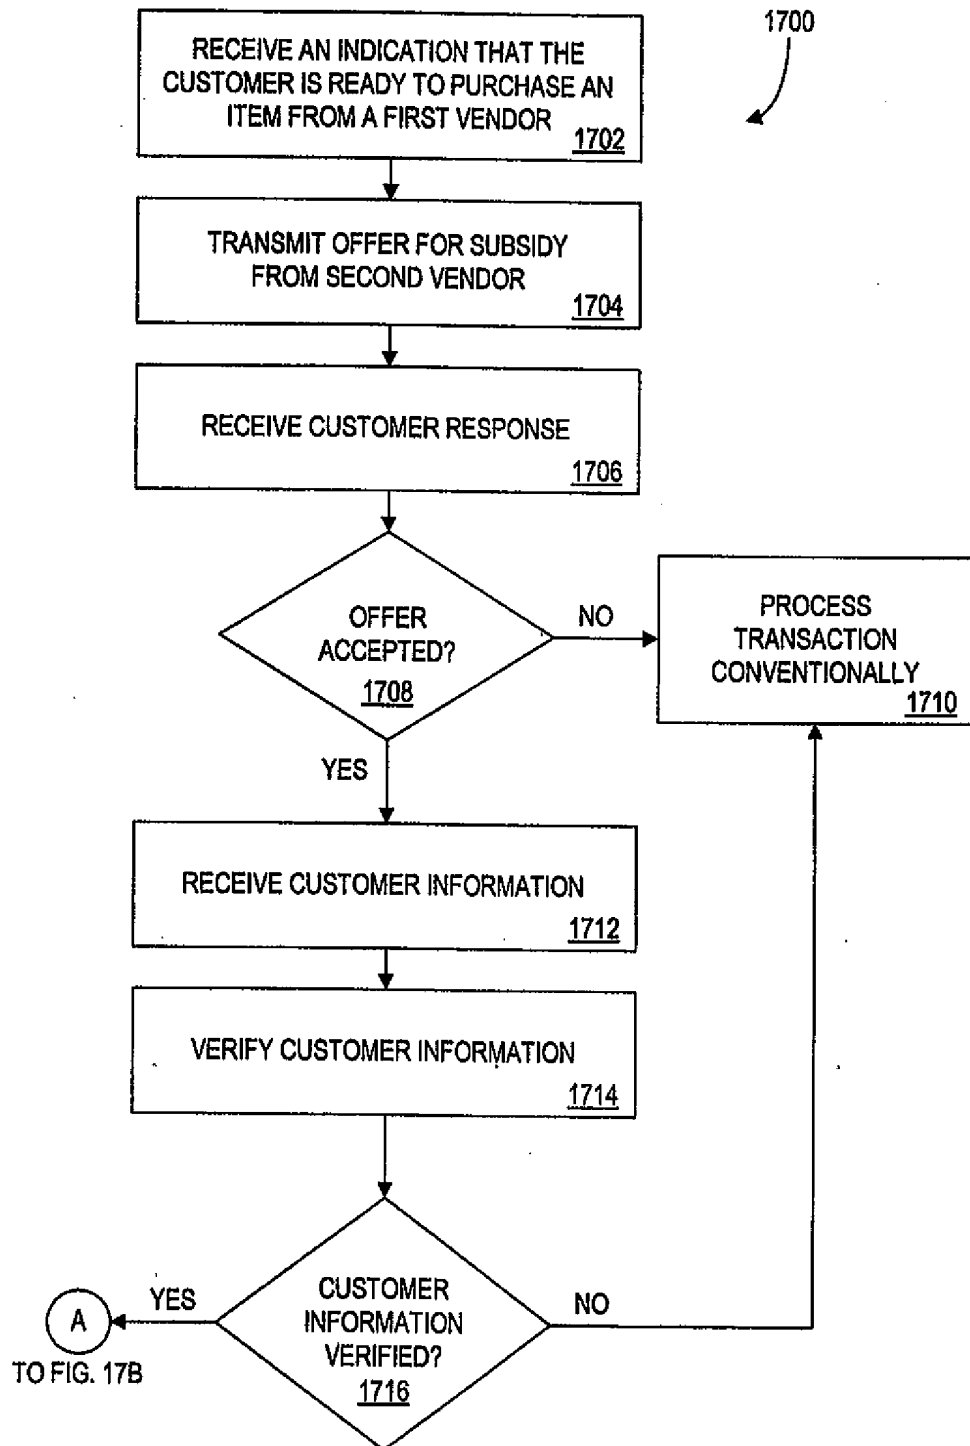 1700
RECEIVE AN INDICATION THAT THE
CUSTOMER IS READY TO PURCHASE AN
ITEM FROM A FIRST VENDOR
1702
TRANSMIT OFFER FOR SUBSIDY
FROM SECOND VENDOR
1704
RECEIVE CUSTOMER RESPONSE
1706
OFFER
ACCEPTED?
1708
NO
PROCESS
TRANSACTION
CONVENTIONALLY
1710
YES
RECEIVE CUSTOMER INFORMATION
1712
VERIFY CUSTOMER INFORMATION
1714
CUSTOMER
INFORMATION
VERIFIED?
1716
NO
YES
A
TO FIG. 17B